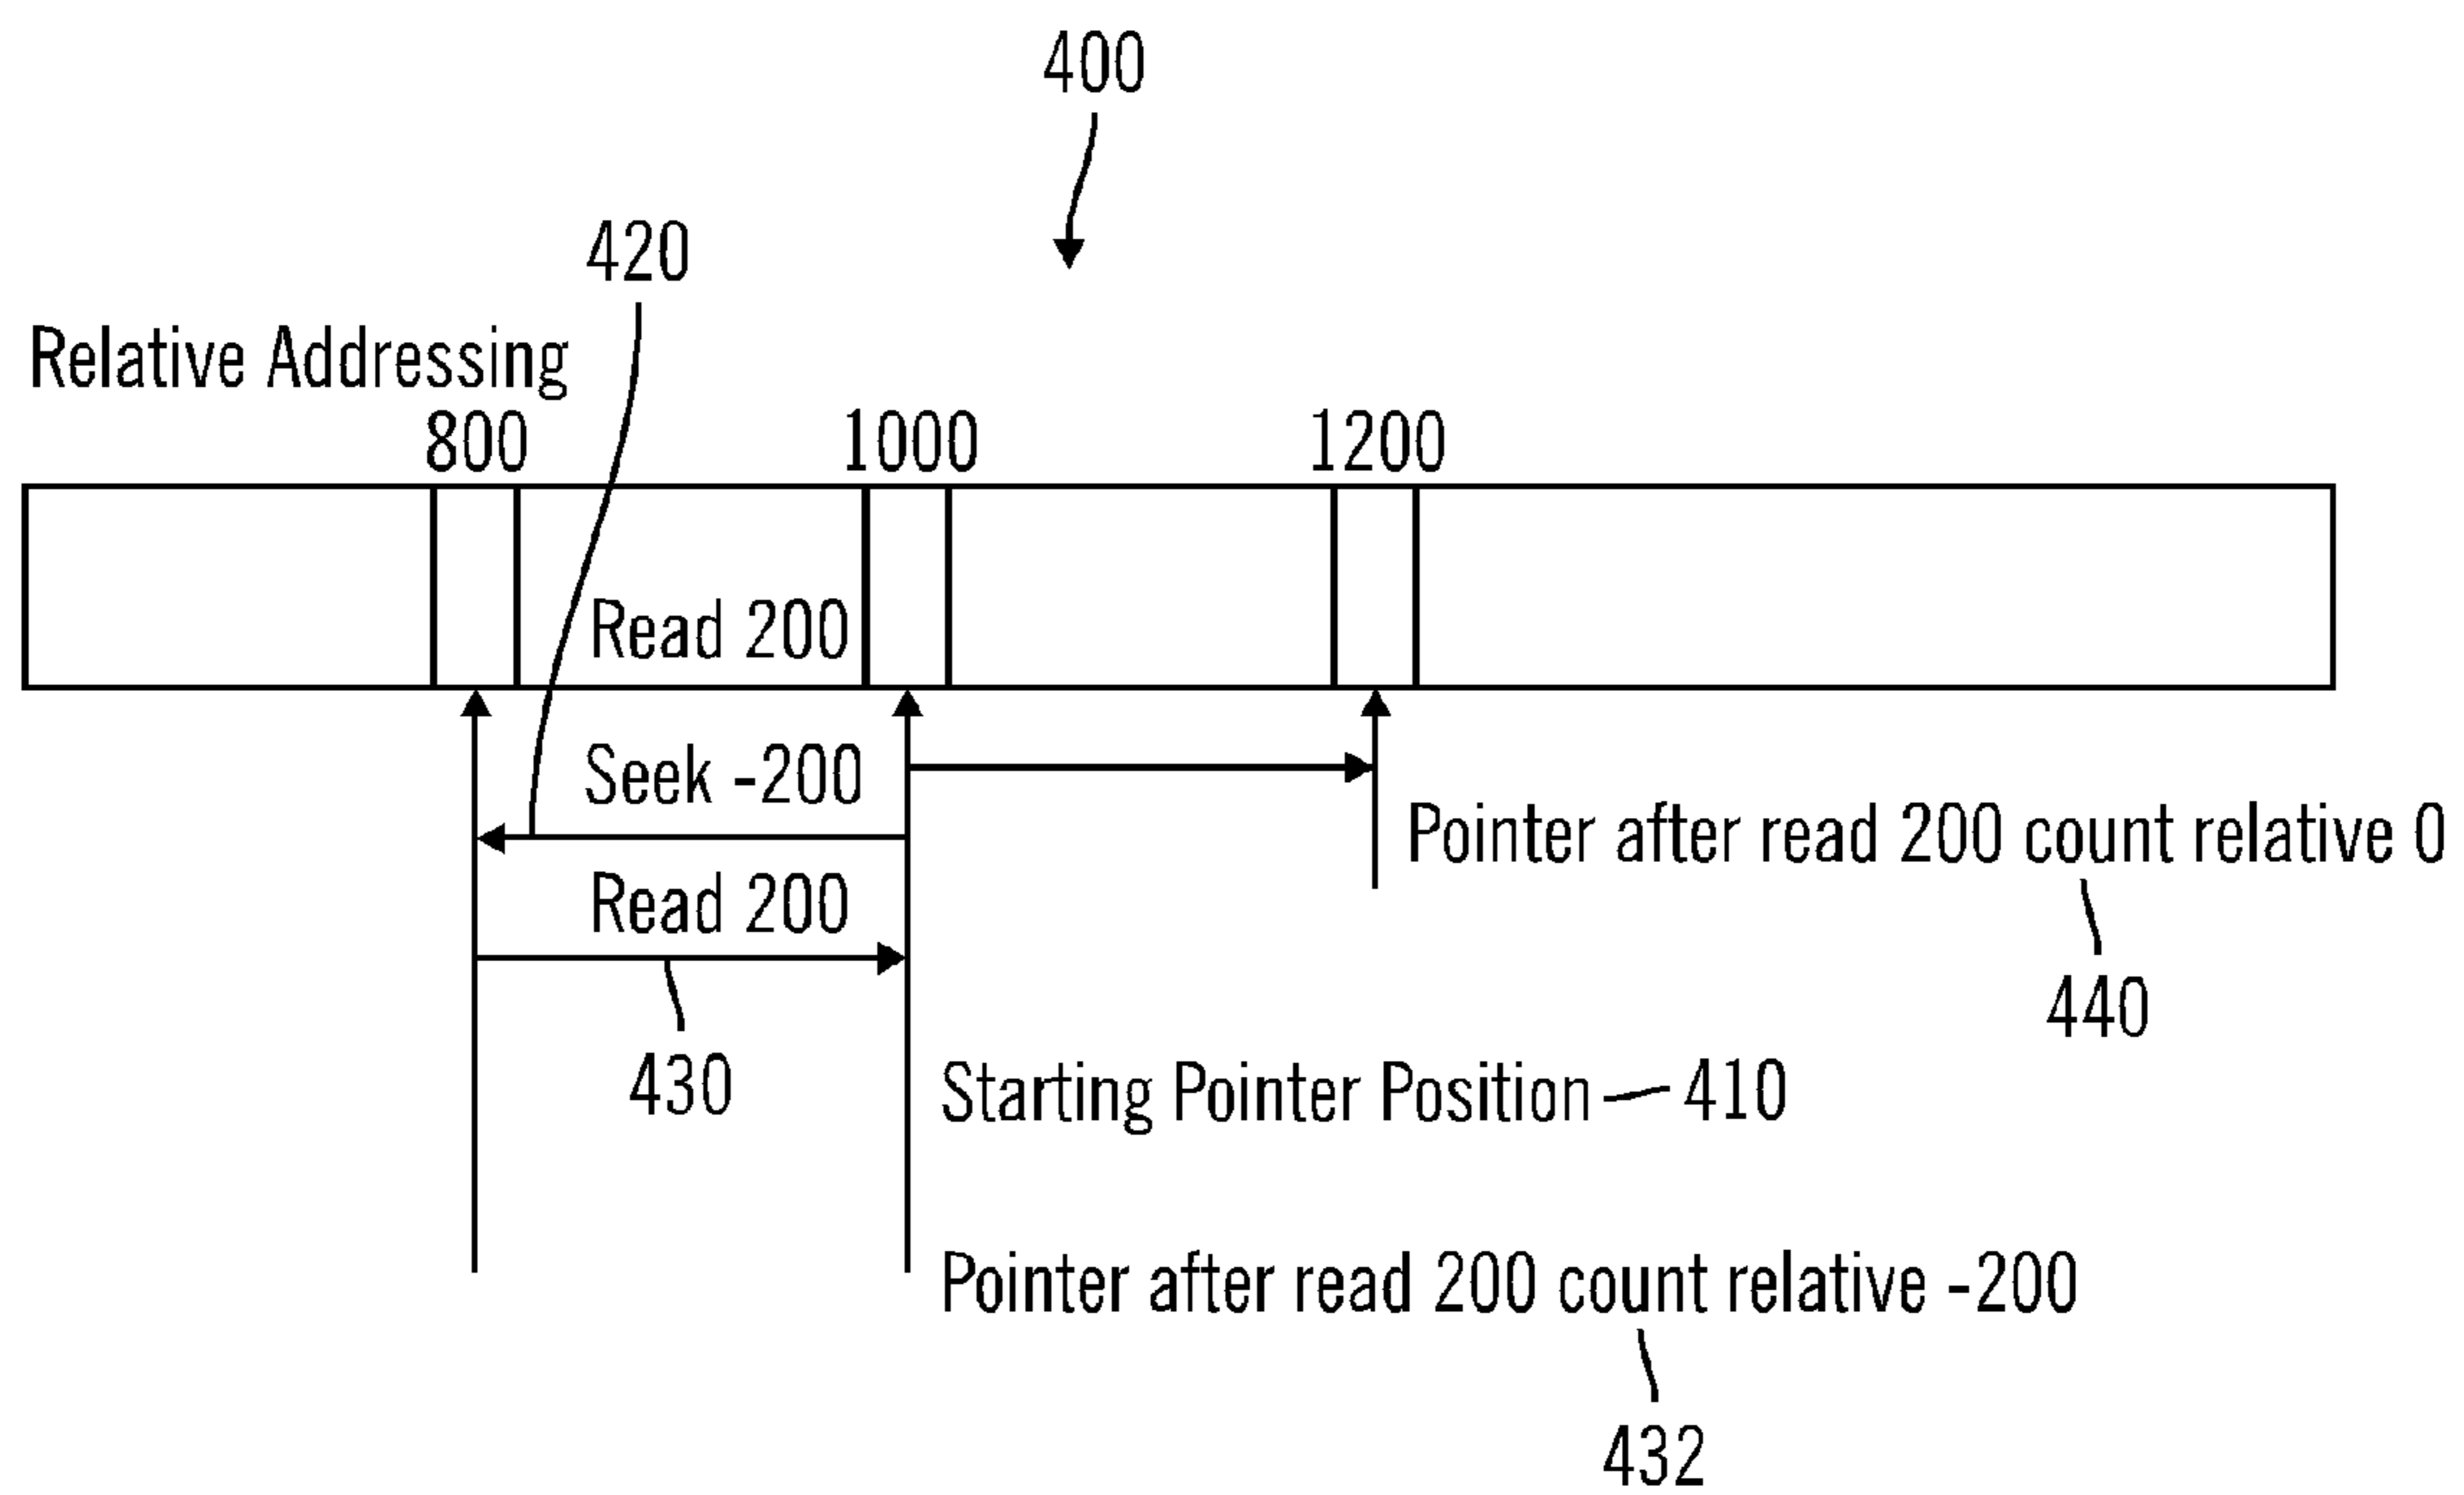 400
420
Relative Addressing
800 1000 1200
Read 200
Seek -200
Pointer after read 200 count relative 0
Read 200
440
430
Starting Pointer Position 410
Pointer after read 200 count relative -200
432